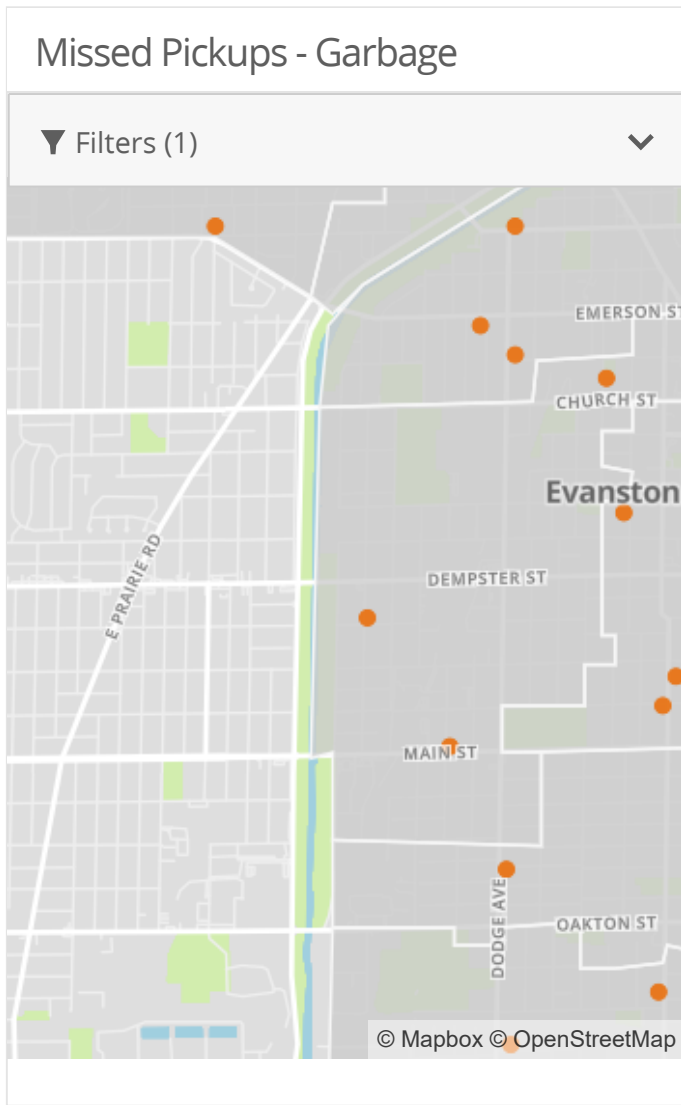 Missed Pickups - Garbage
Filters (1)
EMERSON ST
CHURCH ST
Evanston
DEMPSTER ST
E PRAIRIE RD
MAIN ST
DODGE AVE
OAKTON ST
© Mapbox © OpenStreetMap